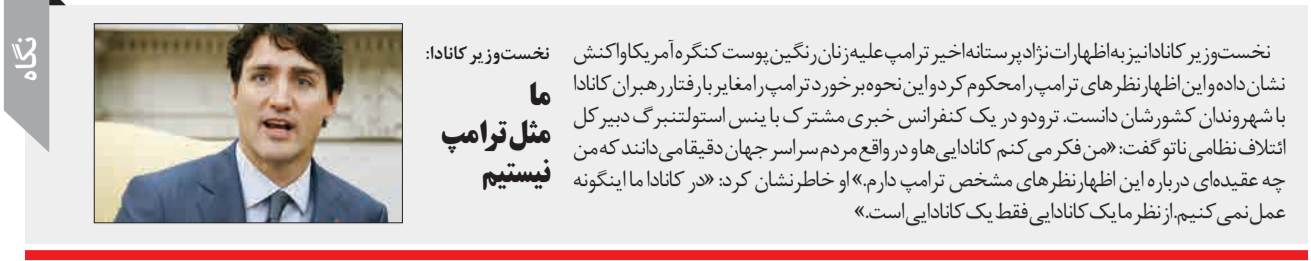 نگاه
نخست‌وزیر کانادا:
ما
مثل ترامپ
نیستیم
نخست‌وزیر کانادا نیز به اظهارات نژادپرستانه اخیر ترامپ علیه زنان رنگین پوست کنگره آمریکا واکنش
نشان داده و این اظهارنظرهای ترامپ را محکوم کرد و این نحوه برخورد ترامپ را مغایر با رفتار رهبران کانادا
با شهروندان کشورشان دانست. ترودو در یک کنفرانس خبری مشترک با ینس استولتنبرگ دبیر کل
ائتلاف نظامی ناتو گفت: «من فکر می‌کنم کانادایی‌ها و در واقع مردم سراسر جهان دقیقا می‌دانند که من
چه عقیده‌ای درباره این اظهارنظرهای مشخص ترامپ دارم.» او خاطرنشان کرد: «در کانادا ما اینگونه
عمل نمی‌کنیم. از نظر ما یک کانادایی فقط یک کانادایی است.»